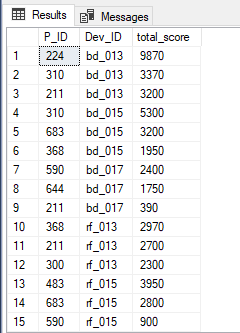 Results Messages
P_ID Dev_ID total_score
1 224 bd_013 9870
2 310 bd_013 3370
3 211 bd_013 3200
4 310 bd_015 5300
5 683 bd_015 3200
6 368 bd_015 1950
7 590 bd_017 2400
8 644 bd_017 1750
9 211 bd_017 390
10 368 rf_013 2970
11 211 rf_013 2700
12 300 rf_013 2300
13 483 rf_015 3950
14 683 rf_015 2800
15 590 rf_015 900